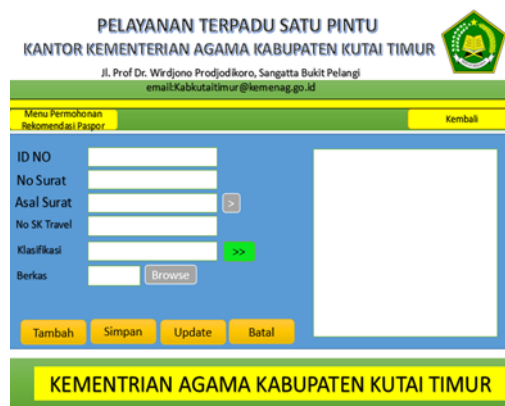 PELAYANAN TERPADU SATU PINTU
KANTOR KEMENTERIAN AGAMA KABUPATEN KUTAI TIMUR
Jl. Prof Dr. Wirdjono Prodjodikoro, Sangatta Bukit Pelangi
email:Kabkutaitimur@kemenag.go.id
Menu Permohonan
Rekomendasi Paspor
Kembali
ID NO
No Surat
Asal Surat
>
No SK Travel
Klasifikasi
>>
Berkas
Browse
Tambah
Simpan
Update
Batal
KEMENTRIAN AGAMA KABUPATEN KUTAI TIMUR